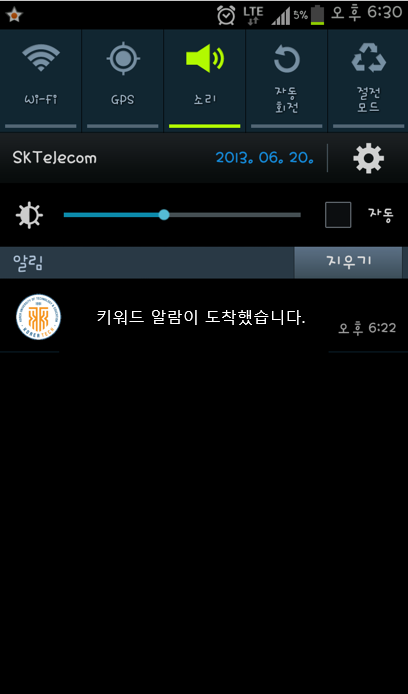 LTE 5% 오후 6:30
Wi-Fi GPS 소리 자동 회전 절전 모드
SKTelecom 2013. 06. 20.
자동
알림 지우기
키워드 알람이 도착했습니다.
오후 6:22